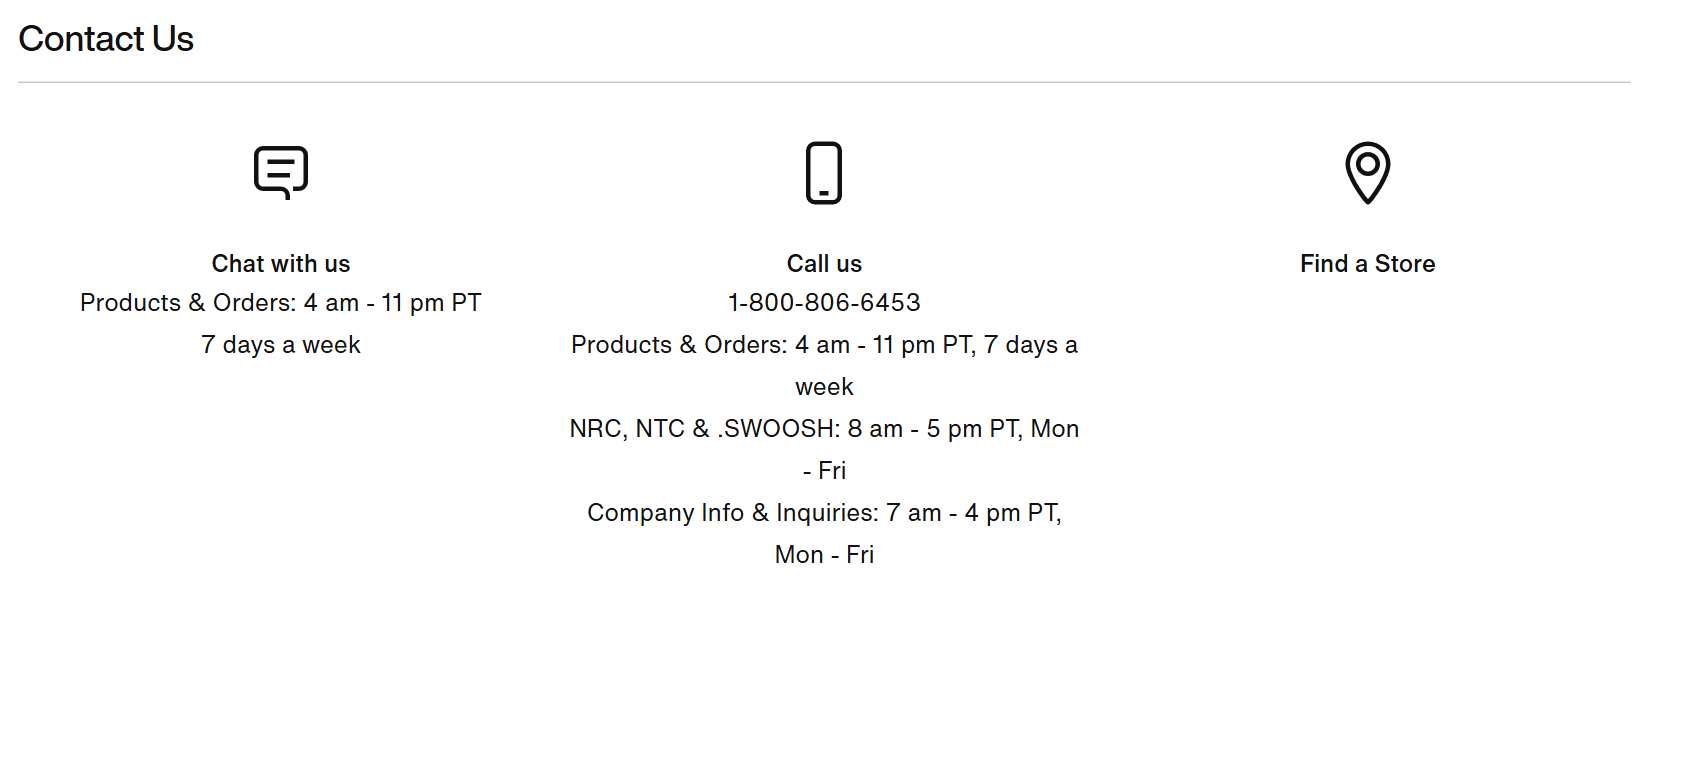 Contact Us
Chat with us
Products & Orders: 4 am - 11 pm PT
7 days a week
Call us
1-800-806-6453
Products & Orders: 4 am - 11 pm PT, 7 days a
week
NRC, NTC & .SWOOSH: 8 am - 5 pm PT, Mon
- Fri
Company Info & Inquiries: 7 am - 4 pm PT,
Mon - Fri
Find a Store